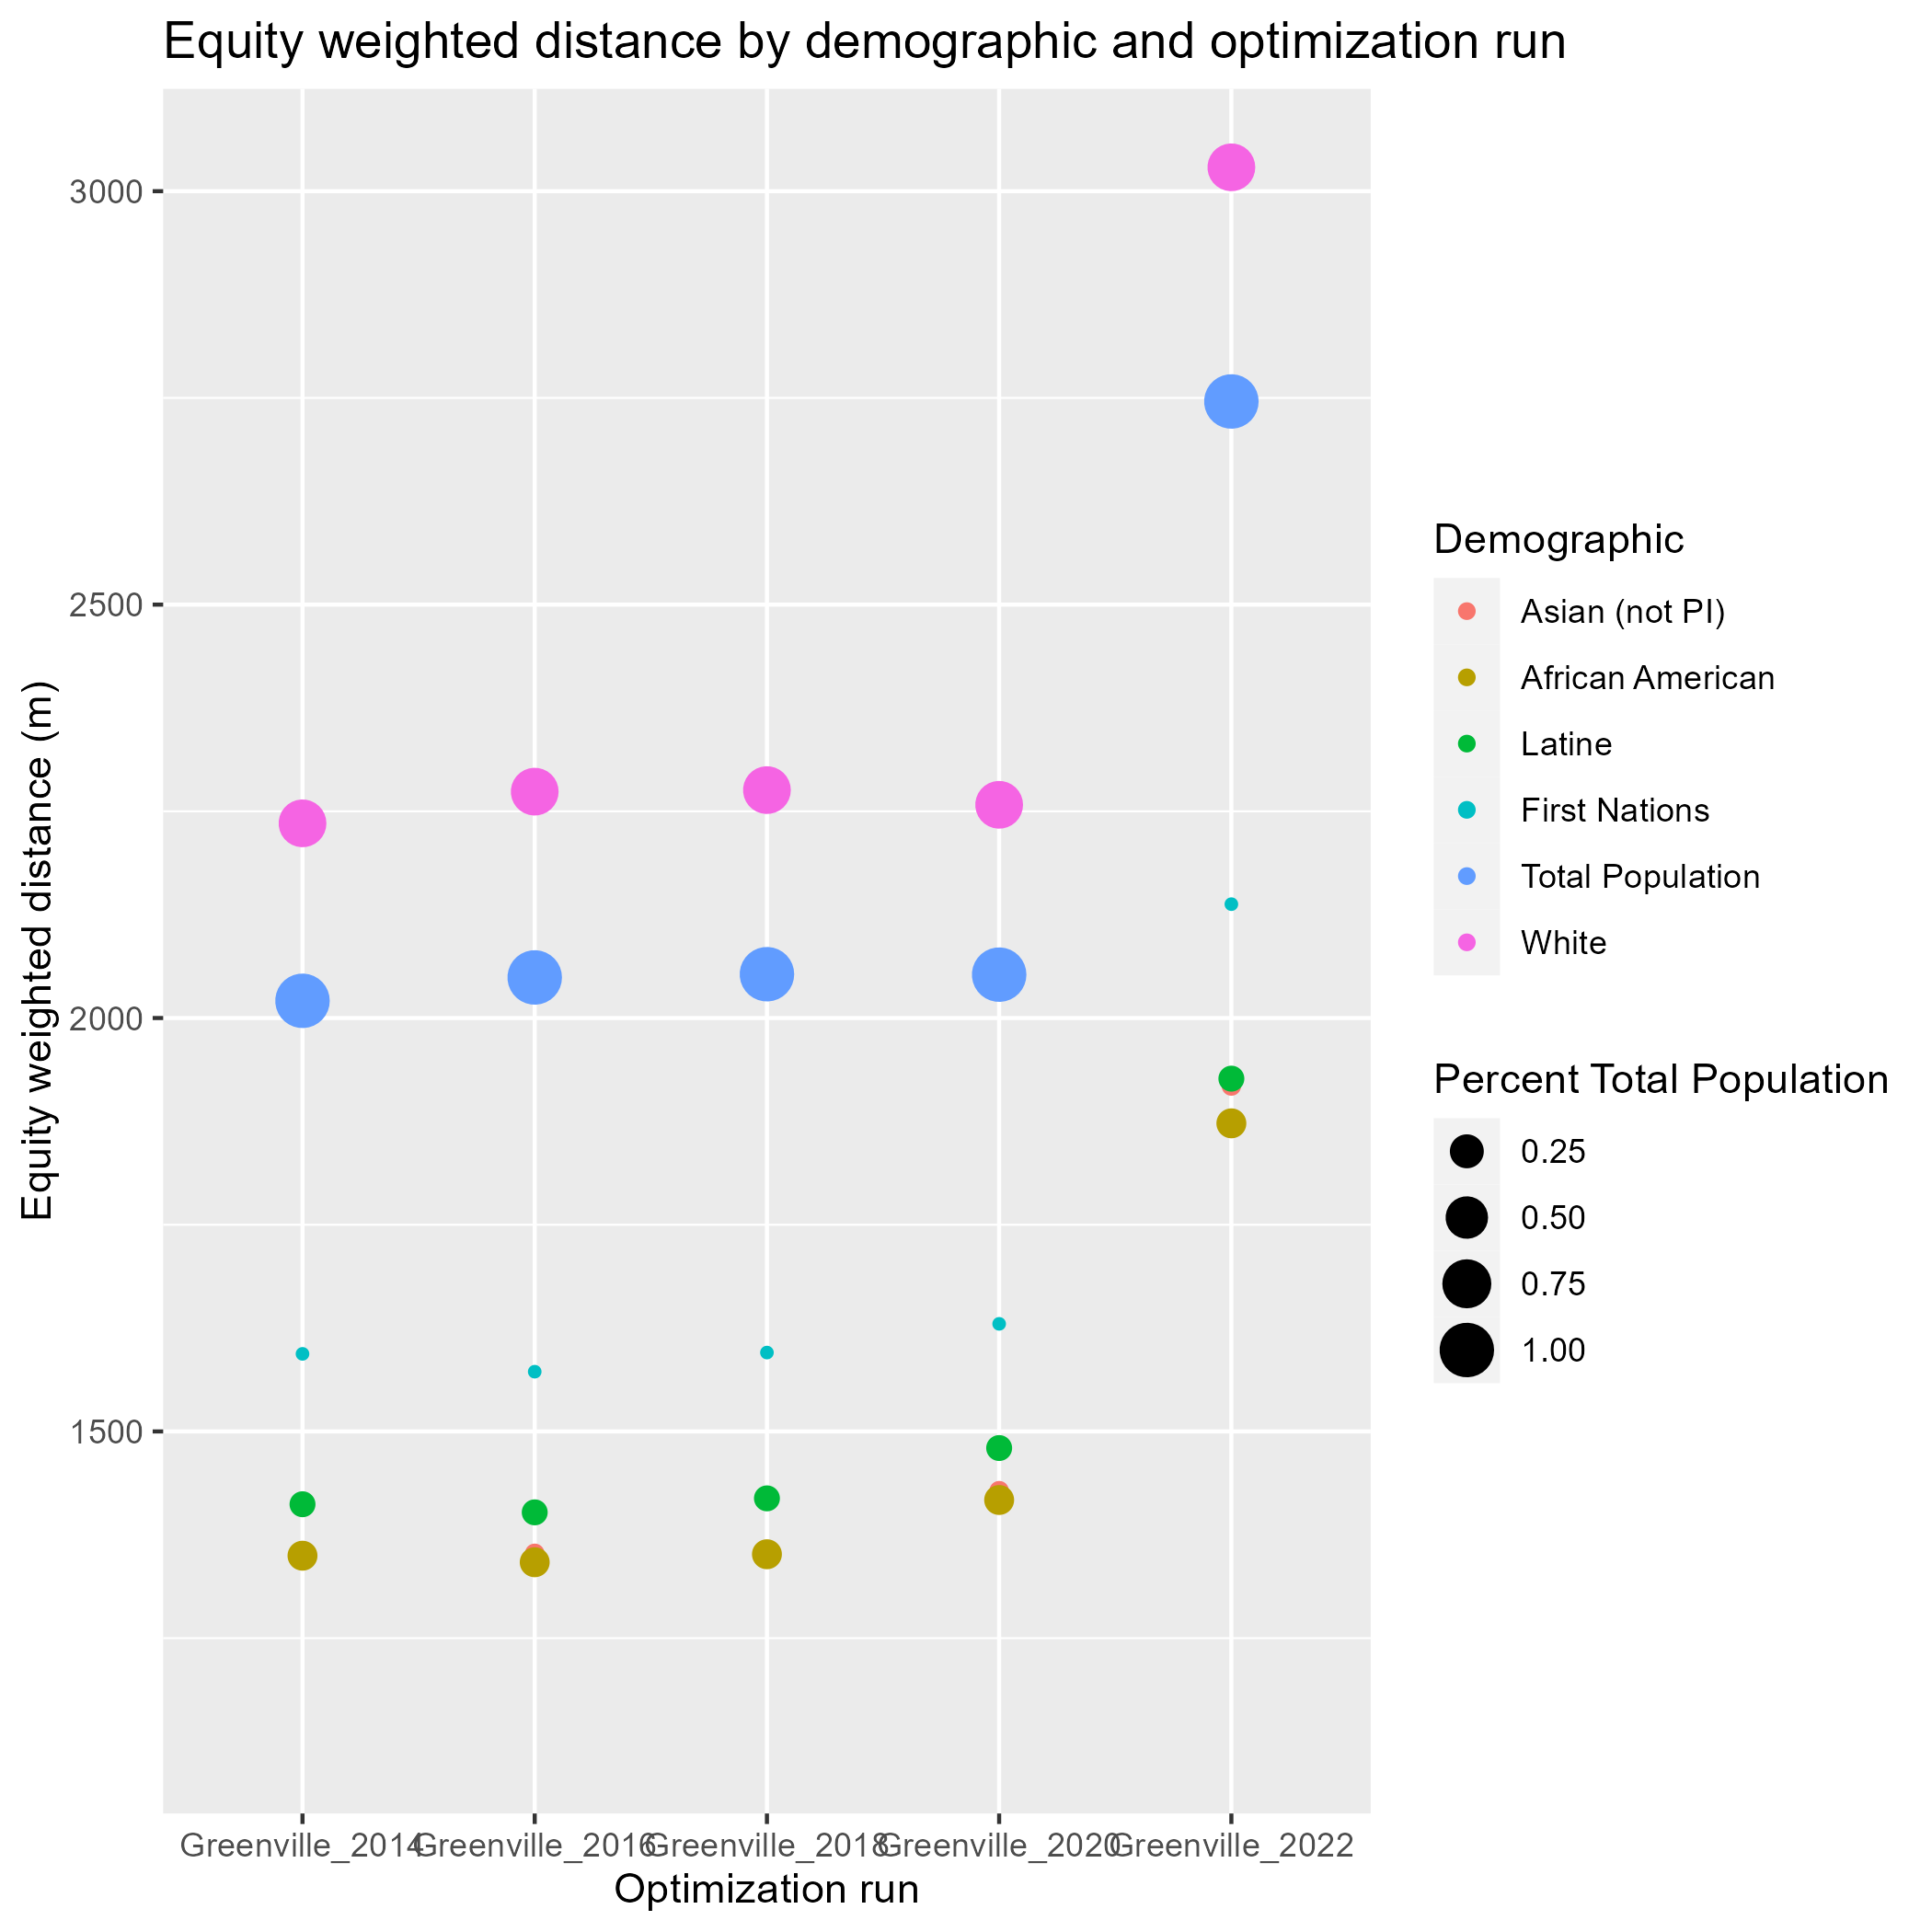 Equity weighted distance by demographic and optimization run
Equity weighted distance (m)
3000
2500
2000
1500
Greenville_2014
Greenville_2016
Greenville_2018
Greenville_2020
Greenville_2022
Optimization run
Demographic
Asian (not PI)
African American
Latine
First Nations
Total Population
White
Percent Total Population
0.25
0.50
0.75
1.00